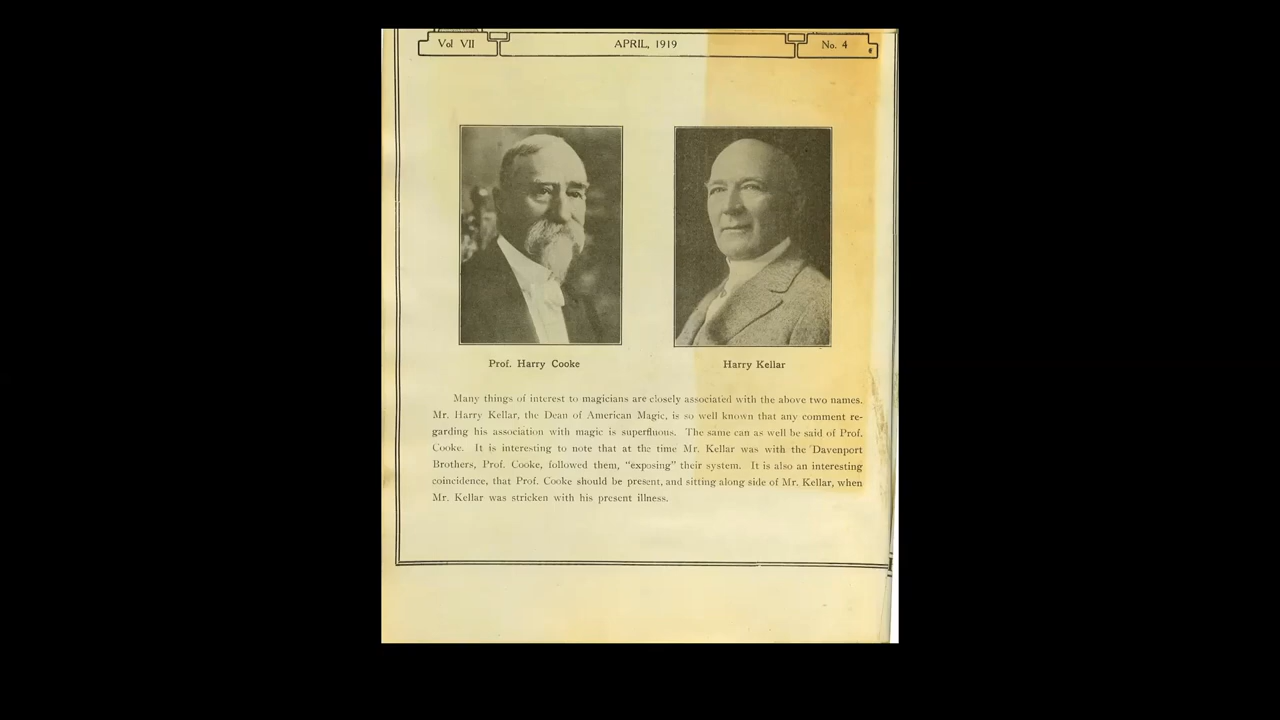 Vol VII
APRIL, 1919
No. 4
Prof. Harry Cooke
Harry Kellar
Many things of interest to magicians are closely associated with the above two names.
Mr. Harry Kellar, the Dean of American Magic, is so well known that any comment re-
garding his association with magic is superfluous. The same can as well be said of Prof.
Cooke. It is interesting to note that at the time Mr. Kellar was with the Davenport
Brothers, Prof. Cooke, followed them, "exposing" their system. It is also an interesting
coincidence, that Prof. Cooke should be present, and sitting along side of Mr. Kellar, when
Mr. Kellar was stricken with his present illness.